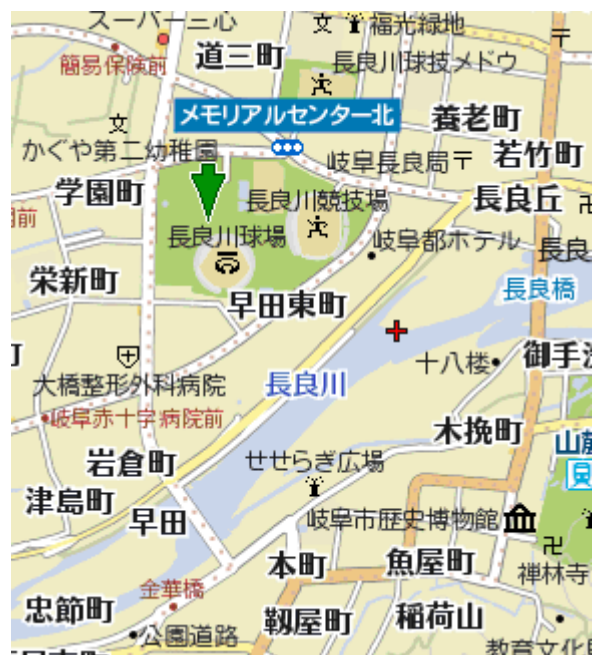 スーパー三心
文
福光緑地
〒
道三町
簡易保険前
長良川球技メドウ
文
メモリアルセンター北
養老町
かぐや第二幼稚園
岐阜長良局〒
若竹町
学園町
長良川競技場
長良丘
卍
前
長良川球場
岐阜都ホテル
長良
栄新町
長良橋
早田東町
十八楼
大橋整形外科病院
長良川
岐阜赤十字病院前
木挽町
岩倉町
せせらぎ広場
津島町
早田
岐阜市歴史博物館
卍
本町
魚屋町
禅林寺
金華橋
忠節町
靱屋町
稲荷山
公園道路